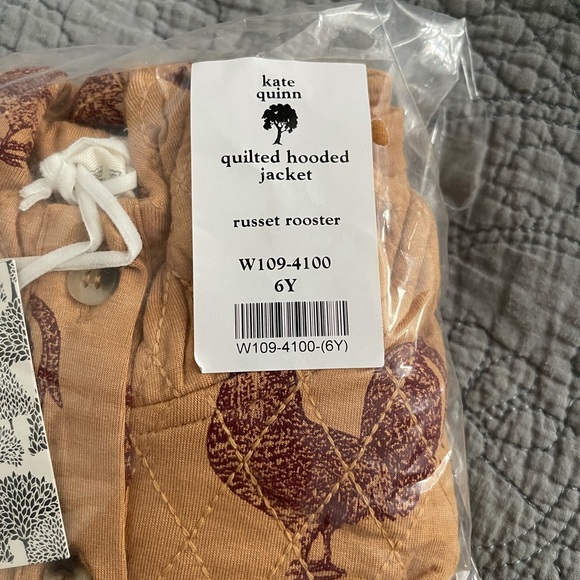 kate
quinn
quilted hooded
jacket
russet rooster
W109-4100
6Y
W109-4100-(6Y)